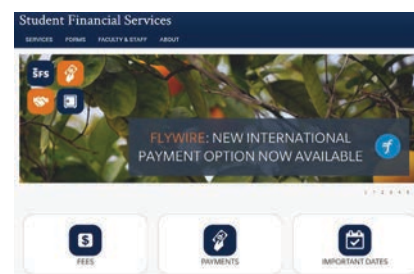 Student Financial Services
SERVICES FORMS FACULTY & STAFF ABOUT
SFS
FLYWIRE: NEW INTERNATIONAL
PAYMENT OPTION NOW AVAILABLE
FEES PAYMENTS IMPORTANT DATES